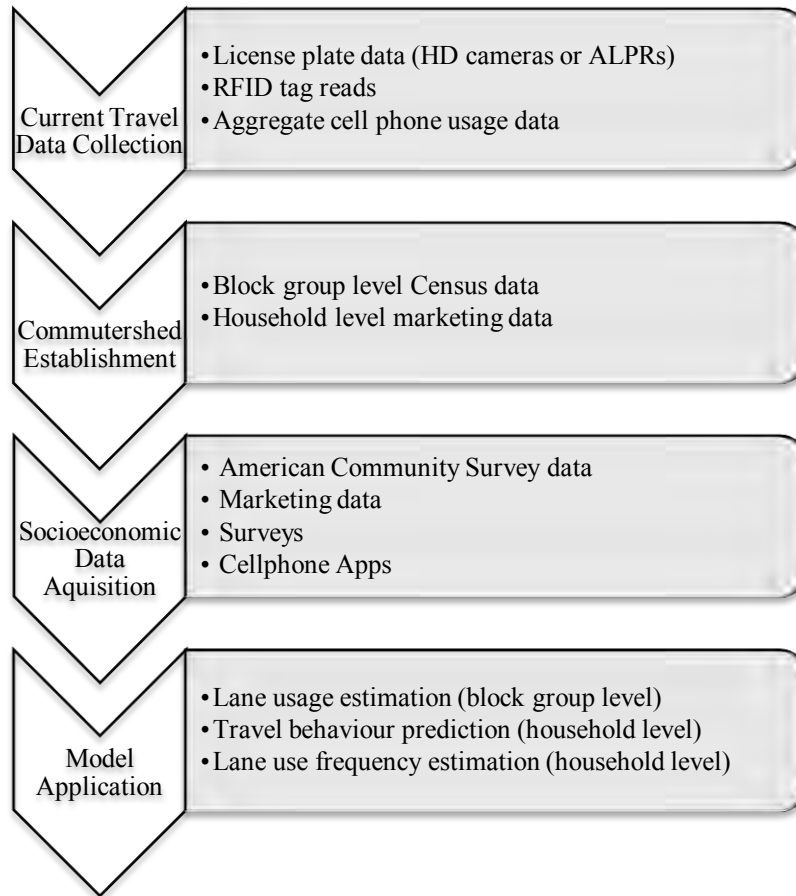 Current Travel
Data Collection
•License plate data (HD cameras or ALPRs)
•RFID tag reads
•Aggregate cell phone usage data
Commutershed
Establishment
•Block group level Census data
•Household level marketing data
Socioeconomic
Data
Aquisition
• American Community Survey data
• Marketing data
• Surveys
• Cellphone Apps
Model
Application
•Lane usage estimation (block group level)
•Travel behaviour prediction (household level)
•Lane use frequency estimation (household level)